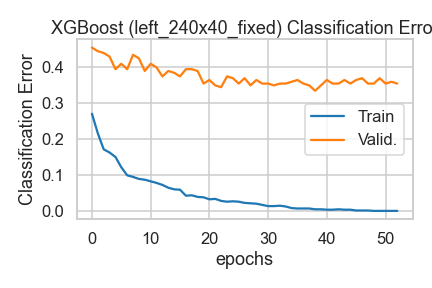 XGBoost (left_240x40_fixed) Classification Erro
Classification Error
0.4
0.3
0.2
0.1
0.0
Train
Valid.
0 10 20 30 40 50
epochs